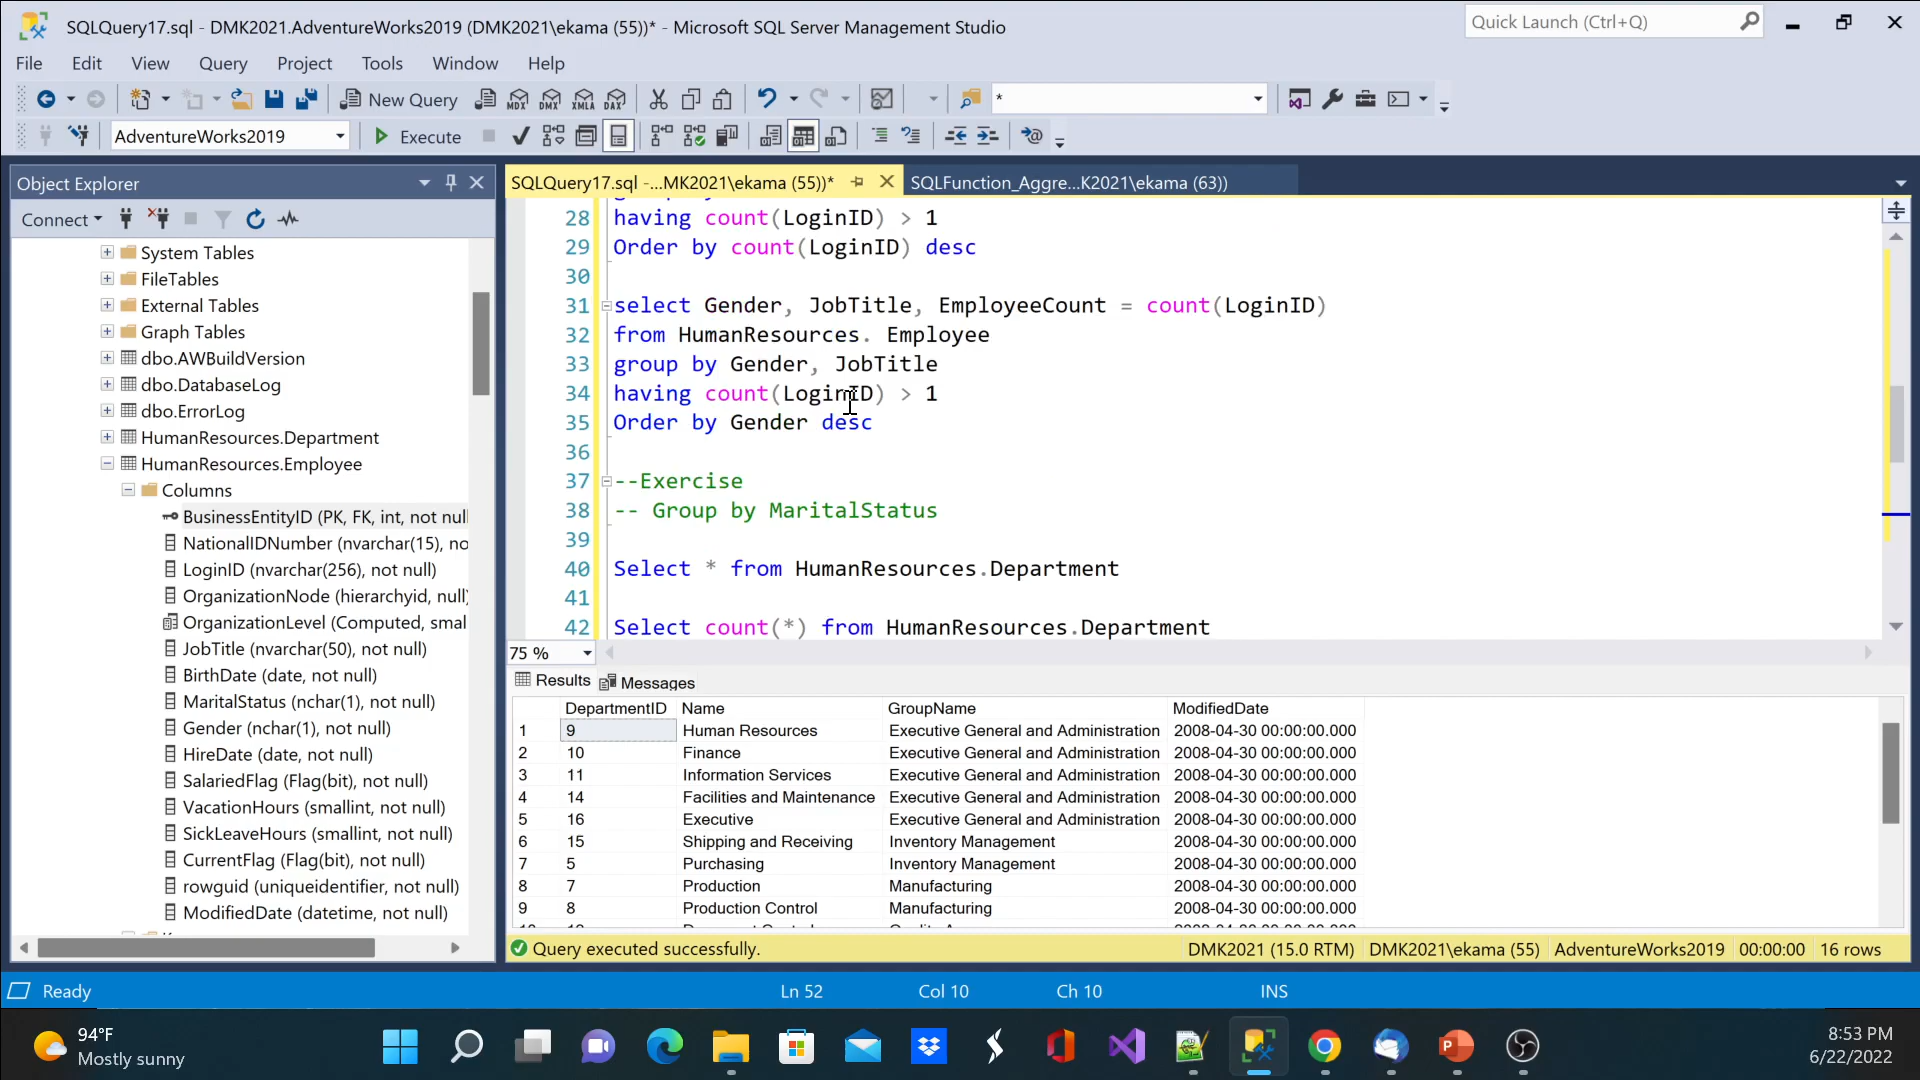 SQLQuery17.sql - DMK2021.AdventureWorks2019 (DMK2021\ekama (55))* - Microsoft SQL Server Management Studio
Quick Launch (Ctrl+Q)
File Edit View Query Project Tools Window Help
New Query
MDX DMX XMLA DAX
*
AdventureWorks2019
Execute
Object Explorer
SQLQuery17.sql -...MK2021\ekama (55))*
SQLFunction_Aggre...K2021\ekama (63))
Connect
System Tables
FileTables
External Tables
Graph Tables
dbo.AWBuildVersion
dbo.DatabaseLog
dbo.ErrorLog
HumanResources.Department
HumanResources.Employee
Columns
BusinessEntityID (PK, FK, int, not null
NationalIDNumber (nvarchar(15), no
LoginID (nvarchar(256), not null)
OrganizationNode (hierarchyid, null)
OrganizationLevel (Computed, smal
JobTitle (nvarchar(50), not null)
BirthDate (date, not null)
MaritalStatus (nchar(1), not null)
Gender (nchar(1), not null)
HireDate (date, not null)
SalariedFlag (Flag(bit), not null)
VacationHours (smallint, not null)
SickLeaveHours (smallint, not null)
CurrentFlag (Flag(bit), not null)
rowguid (uniqueidentifier, not null)
ModifiedDate (datetime, not null)
28 having count(LoginID) > 1
29 Order by count(LoginID) desc
30
31 select Gender, JobTitle, EmployeeCount = count(LoginID)
32 from HumanResources. Employee
33 group by Gender, JobTitle
34 having count(LoginID) > 1
35 Order by Gender desc
36
37 --Exercise
38 -- Group by MaritalStatus
39
40 Select * from HumanResources.Department
41
42 Select count(*) from HumanResources.Department
75 %
Results Messages
DepartmentID Name GroupName ModifiedDate
1 9 Human Resources Executive General and Administration 2008-04-30 00:00:00.000
2 10 Finance Executive General and Administration 2008-04-30 00:00:00.000
3 11 Information Services Executive General and Administration 2008-04-30 00:00:00.000
4 14 Facilities and Maintenance Executive General and Administration 2008-04-30 00:00:00.000
5 16 Executive Executive General and Administration 2008-04-30 00:00:00.000
6 15 Shipping and Receiving Inventory Management 2008-04-30 00:00:00.000
7 5 Purchasing Inventory Management 2008-04-30 00:00:00.000
8 7 Production Manufacturing 2008-04-30 00:00:00.000
9 8 Production Control Manufacturing 2008-04-30 00:00:00.000
Query executed successfully.
DMK2021 (15.0 RTM) DMK2021\ekama (55) AdventureWorks2019 00:00:00 16 rows
Ready
Ln 52 Col 10 Ch 10 INS
94°F
Mostly sunny
8:53 PM
6/22/2022